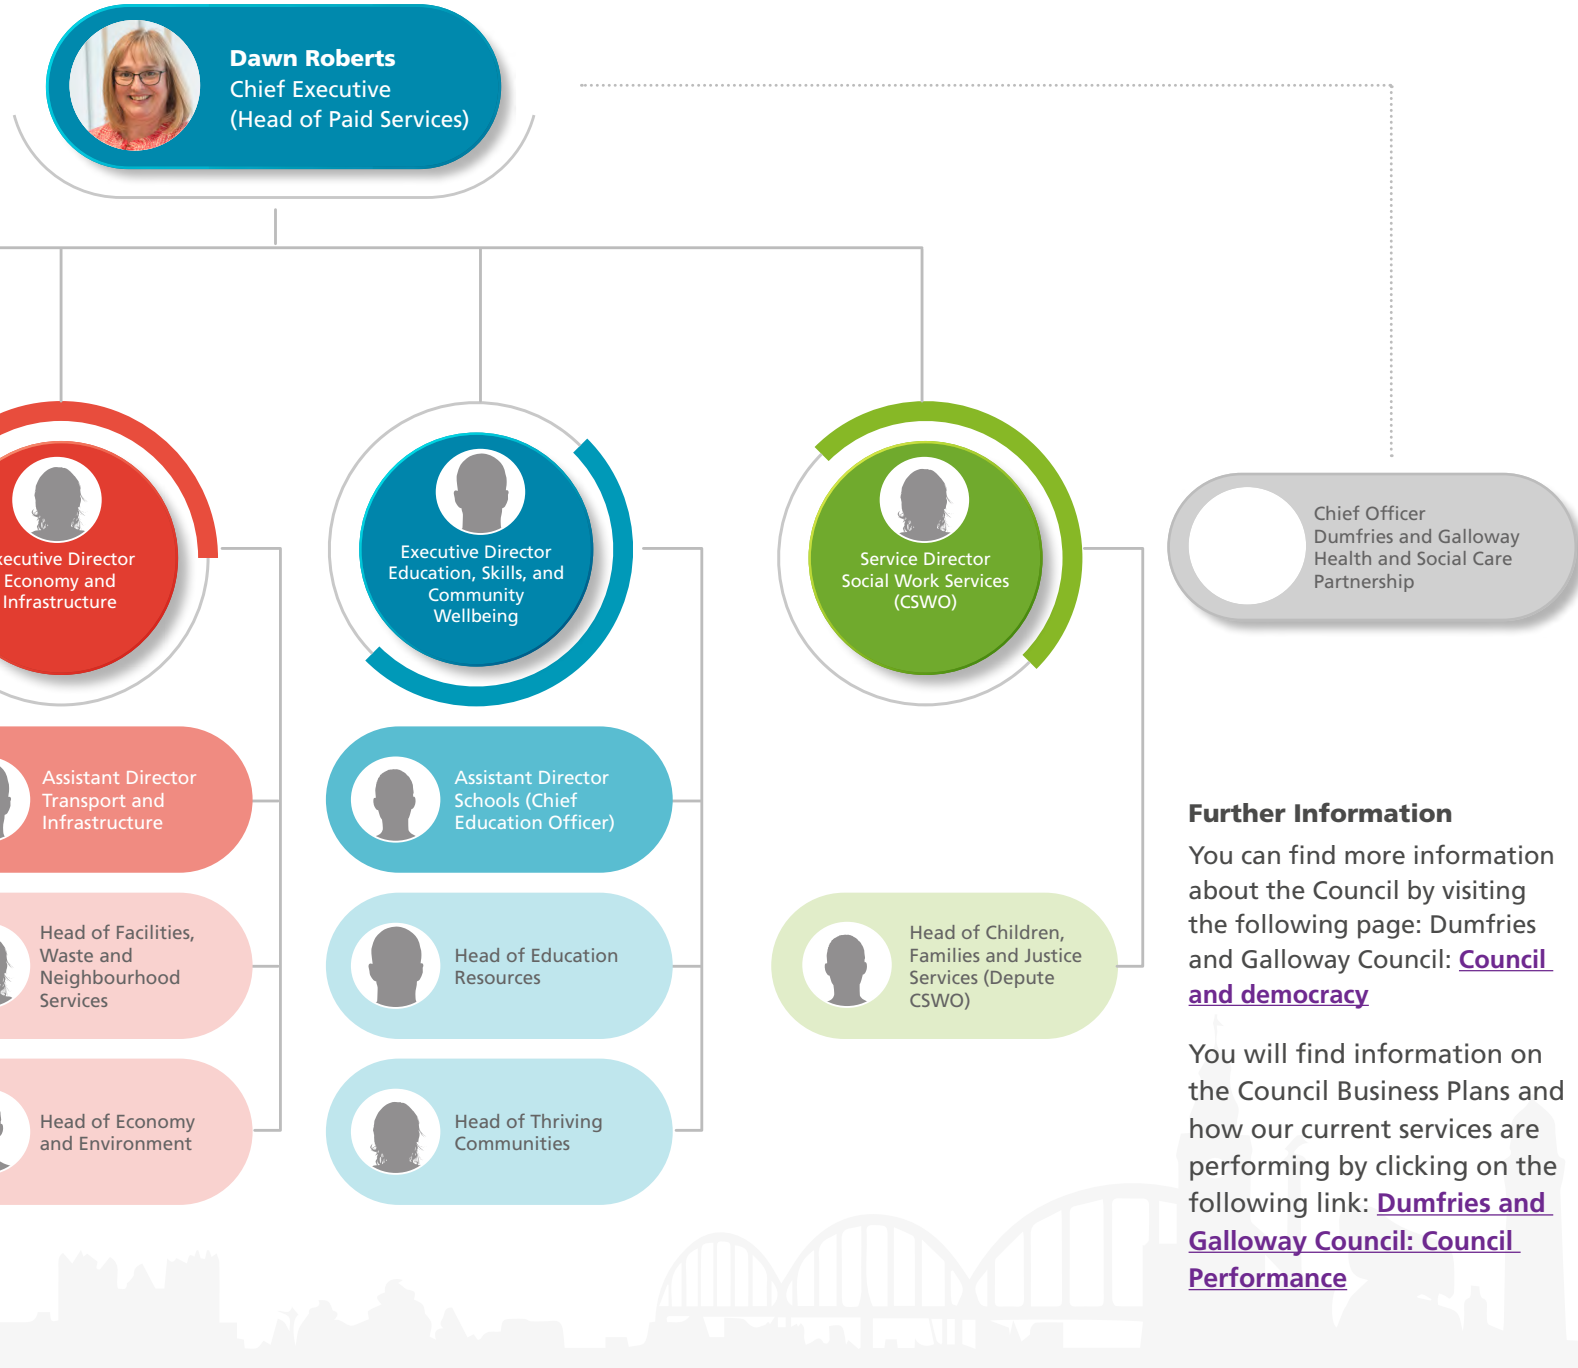 Dawn Roberts
Chief Executive
(Head of Paid Services)
Director
Economy and
Infrastructure
Executive Director
Education, Skills, and
Community
Wellbeing
Service Director
Social Work Services
(CSWO)
Chief Officer
Dumfries and Galloway
Health and Social Care
Partnership
Assistant Director
Transport and
Infrastructure
Head of Facilities,
Waste and
Neighbourhood
Services
Head of Economy
and Environment
Assistant Director
Schools (Chief
Education Officer)
Head of Education
Resources
Head of Thriving
Communities
Head of Children,
Families and Justice
Services (Depute
CSWO)
Further Information
You can find more information
about the Council by visiting
the following page: Dumfries
and Galloway Council: Council
and democracy
You will find information on
the Council Business Plans and
how our current services are
performing by clicking on the
following link: Dumfries and
Galloway Council: Council
Performance